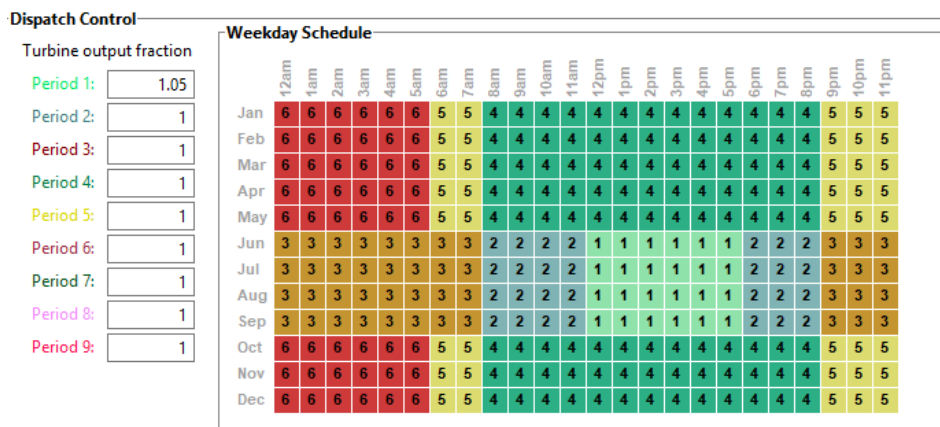 Dispatch Control
Turbine output fraction
Period 1: 1.05
Period 2: 1
Period 3: 1
Period 4: 1
Period 5: 1
Period 6: 1
Period 7: 1
Period 8: 1
Period 9: 1
Weekday Schedule
12am 1am 2am 3am 4am 5am 6am 7am 8am 9am 10am 11am 12pm 1pm 2pm 3pm 4pm 5pm 6pm 7pm 8pm 9pm 10pm 11pm
Jan 6 6 6 6 6 6 5 5 4 4 4 4 4 4 4 4 4 4 4 4 4 5 5 5
Feb 6 6 6 6 6 6 5 5 4 4 4 4 4 4 4 4 4 4 4 4 4 5 5 5
Mar 6 6 6 6 6 6 5 5 4 4 4 4 4 4 4 4 4 4 4 4 4 5 5 5
Apr 6 6 6 6 6 6 5 5 4 4 4 4 4 4 4 4 4 4 4 4 4 5 5 5
May 6 6 6 6 6 6 5 5 4 4 4 4 4 4 4 4 4 4 4 4 4 5 5 5
Jun 3 3 3 3 3 3 3 3 2 2 2 2 1 1 1 1 1 1 2 2 2 3 3 3
Jul 3 3 3 3 3 3 3 3 2 2 2 2 1 1 1 1 1 1 2 2 2 3 3 3
Aug 3 3 3 3 3 3 3 3 2 2 2 2 1 1 1 1 1 1 2 2 2 3 3 3
Sep 3 3 3 3 3 3 3 3 2 2 2 2 1 1 1 1 1 1 2 2 2 3 3 3
Oct 6 6 6 6 6 6 5 5 4 4 4 4 4 4 4 4 4 4 4 4 4 5 5 5
Nov 6 6 6 6 6 6 5 5 4 4 4 4 4 4 4 4 4 4 4 4 4 5 5 5
Dec 6 6 6 6 6 6 5 5 4 4 4 4 4 4 4 4 4 4 4 4 4 5 5 5